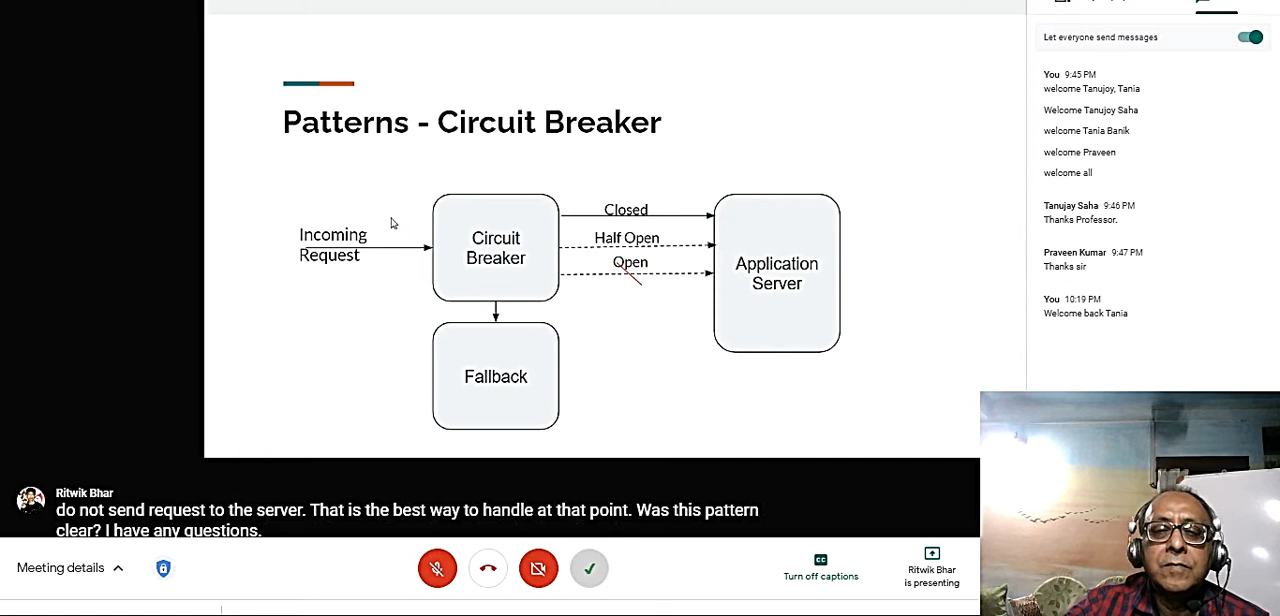 Patterns - Circuit Breaker
Incoming
Request
Circuit
Breaker
Closed
Half Open
Open
Application
Server
Fallback
Let everyone send messages
You 9:45 PM
welcome Tanujoy, Tania
Welcome Tanujoy Saha
welcome Tania Banik
welcome Praveen
welcome all
Tanujay Saha 9:46 PM
Thanks Professor.
Praveen Kumar 9:47 PM
Thanks sir
You 10:19 PM
Welcome back Tania
Ritwik Bhar
do not send request to the server. That is the best way to handle at that point. Was this pattern
clear? I have any questions.
Meeting details
CC
Turn off captions
Ritwik Bhar
is presenting